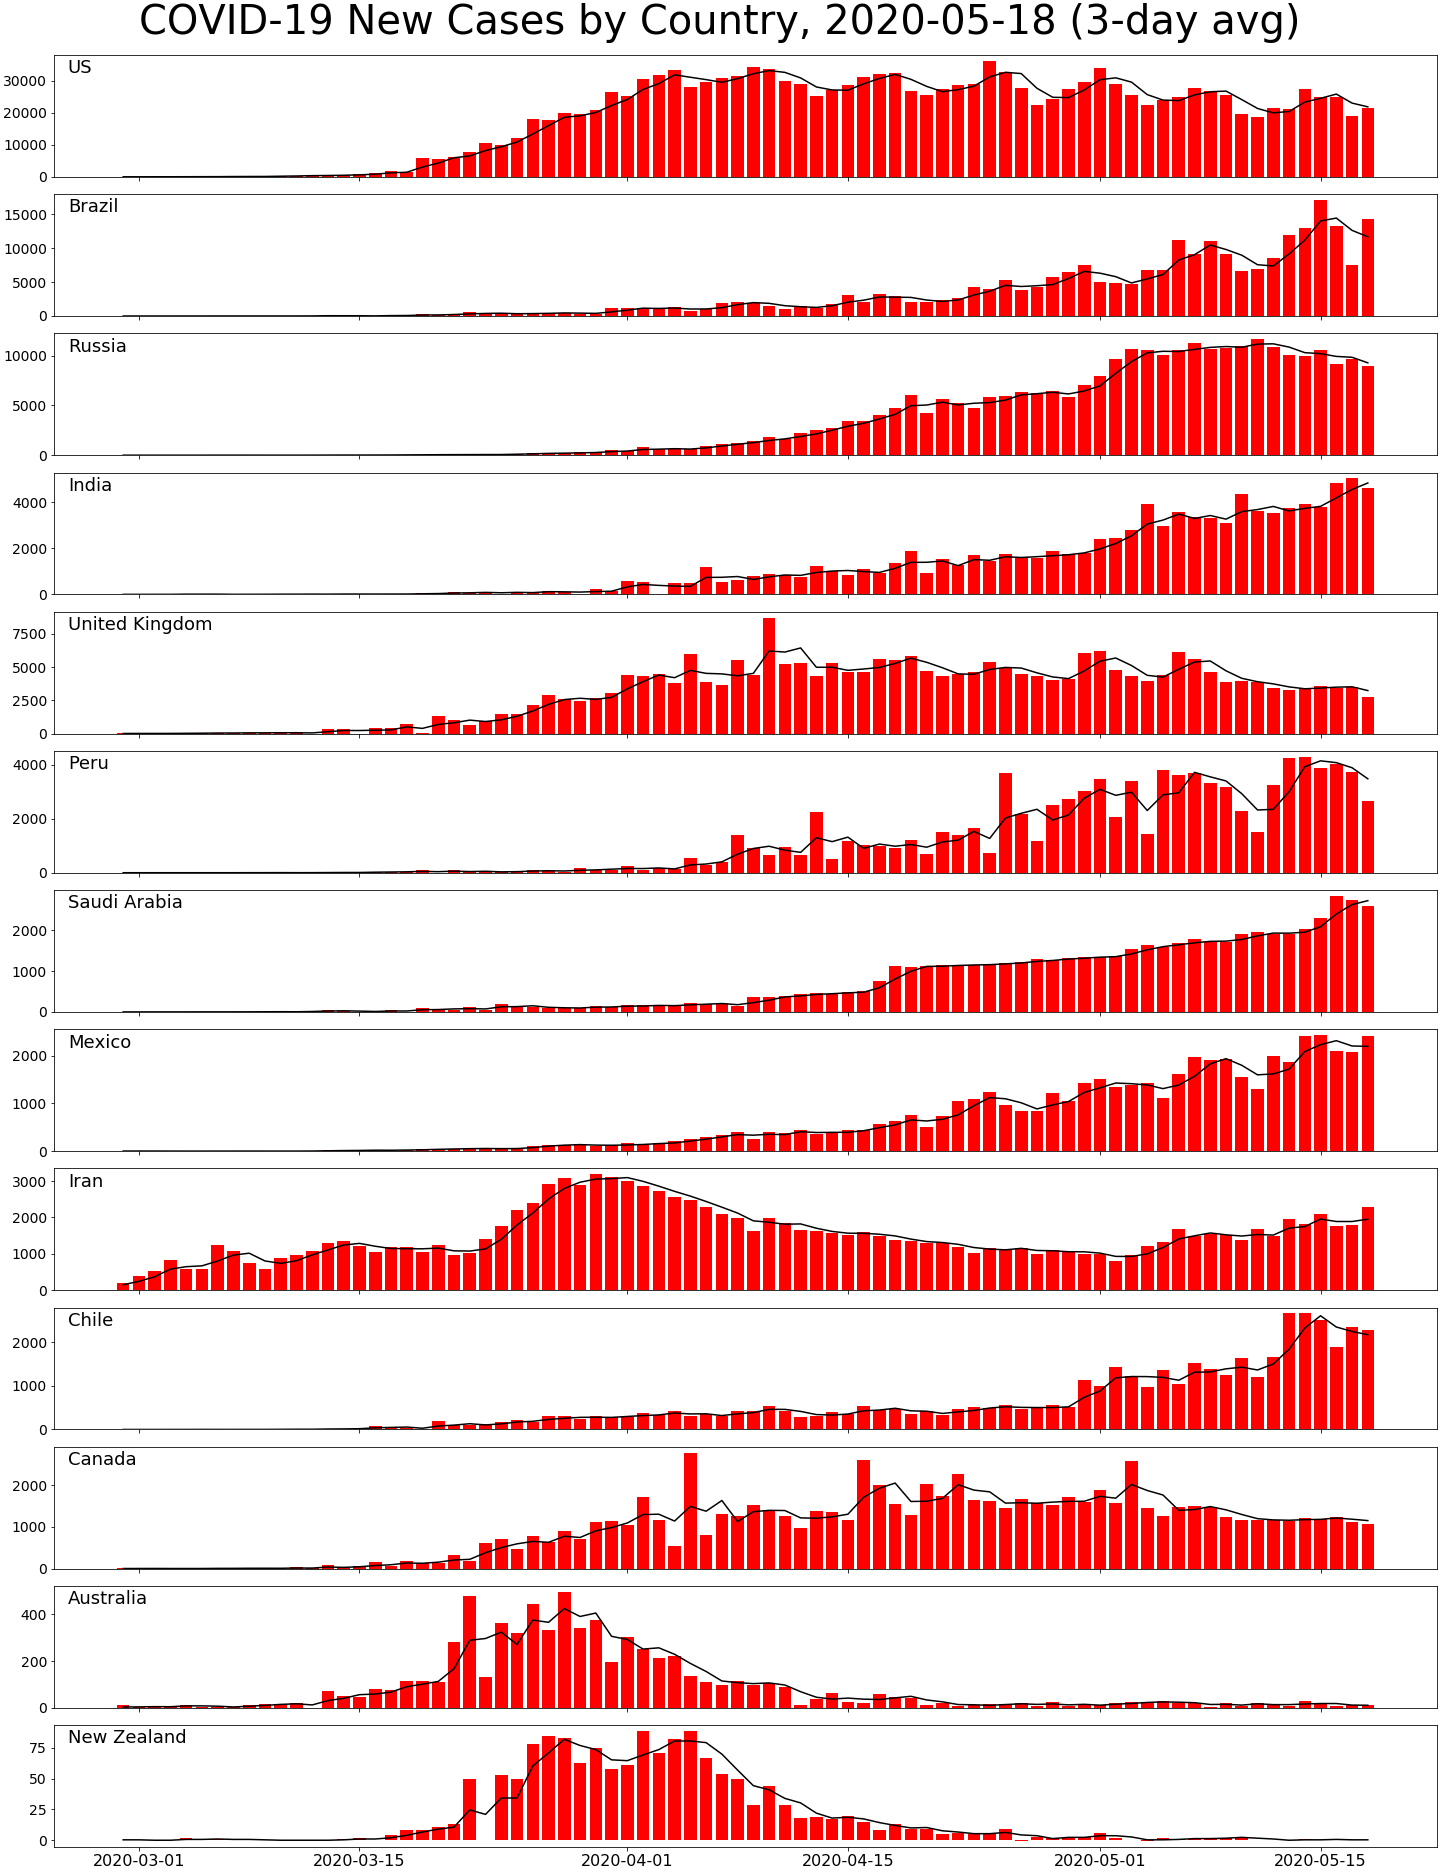 COVID-19 New Cases by Country, 2020-05-18 (3-day avg)
US
30000
20000
10000
0
Brazil
15000
10000
5000
0
Russia
10000
5000
0
India
4000
2000
0
United Kingdom
7500
5000
2500
0
Peru
4000
2000
0
Saudi Arabia
2000
1000
0
Mexico
2000
1000
0
Iran
3000
2000
1000
0
Chile
2000
1000
0
Canada
2000
1000
0
Australia
400
200
0
New Zealand
75
50
25
0
2020-03-01 2020-03-15 2020-04-01 2020-04-15 2020-05-01 2020-05-15